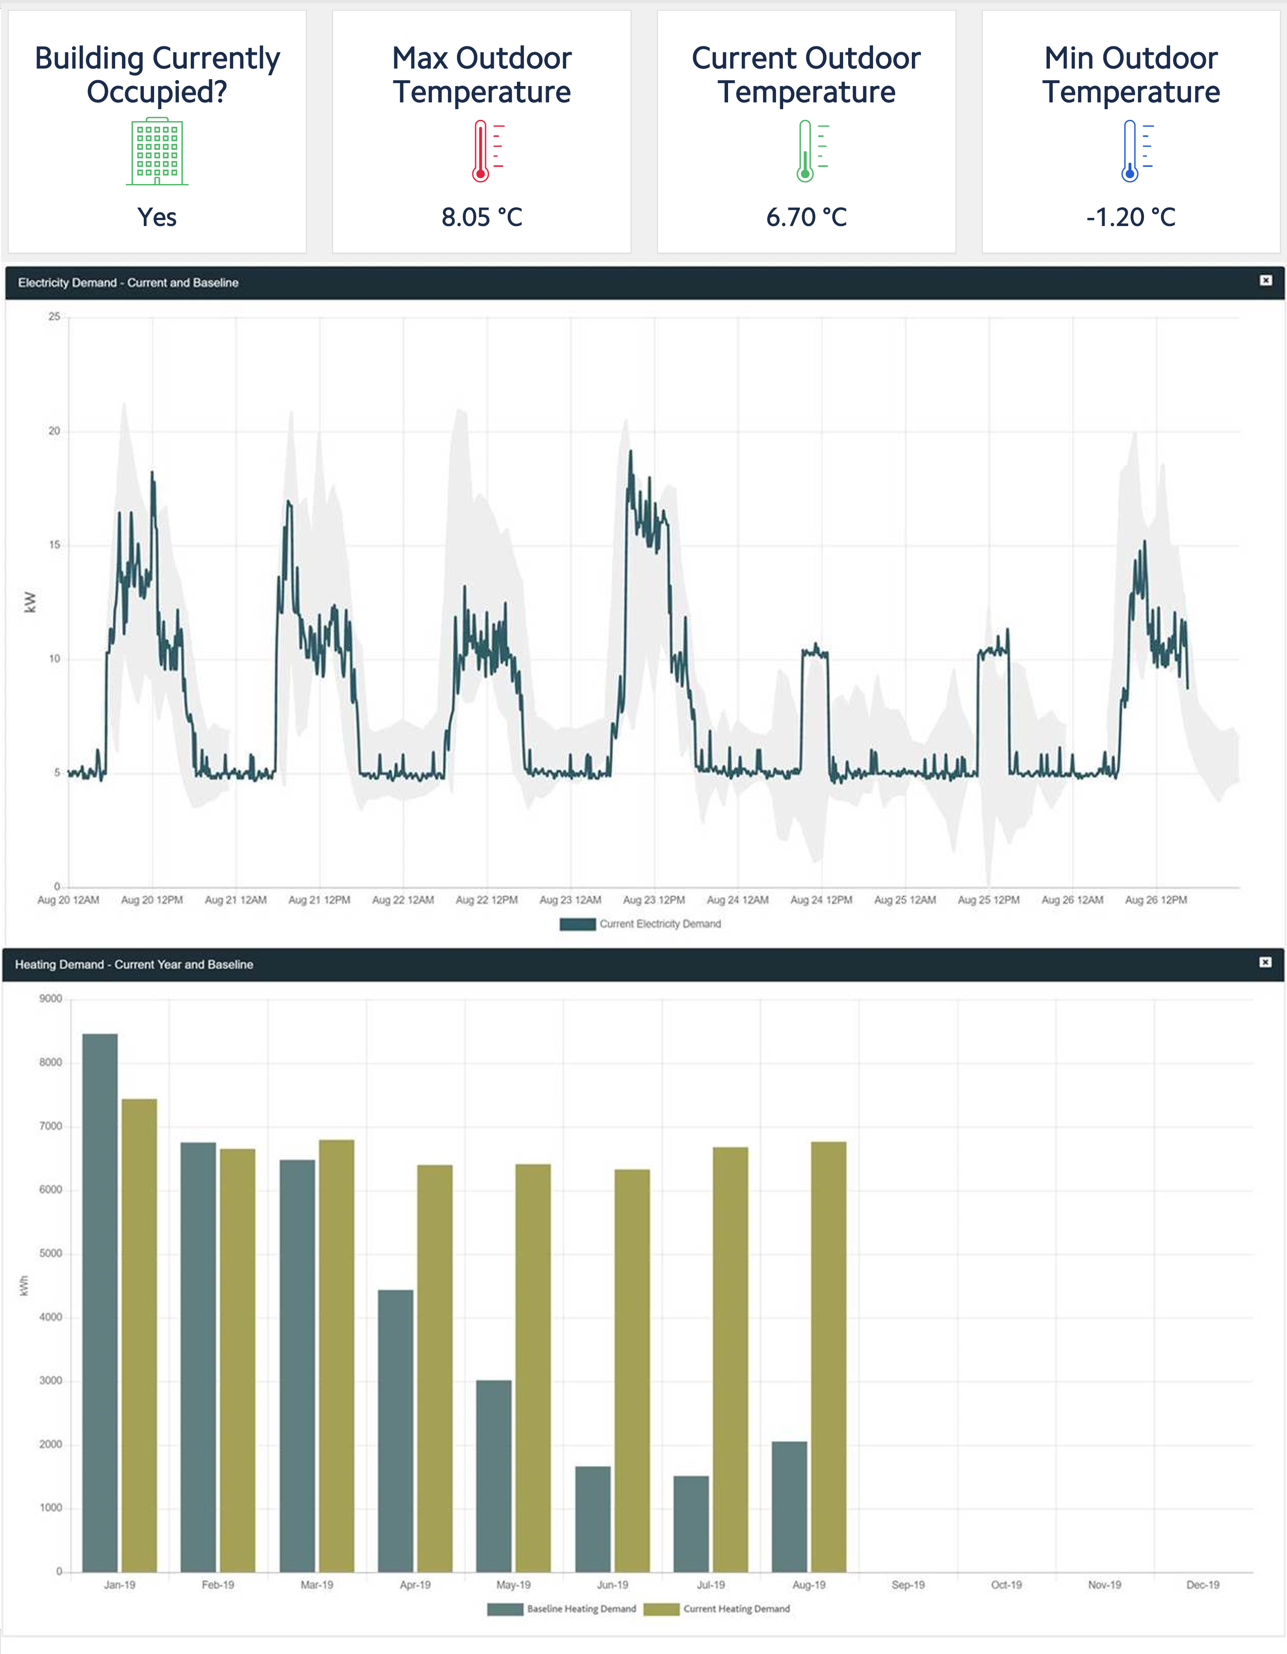 Building Currently
Occupied?
Yes
Max Outdoor
Temperature
8.05 °C
Current Outdoor
Temperature
6.70 °C
Min Outdoor
Temperature
-1.20 °C
Electricity Demand - Current and Baseline
25
20
15
10
5
0
kW
Aug 20 12AM Aug 20 12PM Aug 21 12AM Aug 21 12PM Aug 22 12AM Aug 22 12PM Aug 23 12AM Aug 23 12PM Aug 24 12AM Aug 24 12PM Aug 25 12AM Aug 25 12PM Aug 26 12AM Aug 26 12PM
Current Electricity Demand
Heating Demand - Current Year and Baseline
9000
8000
7000
6000
5000
4000
3000
2000
1000
0
kWh
Jan-19 Feb-19 Mar-19 Apr-19 May-19 Jun-19 Jul-19 Aug-19 Sep-19 Oct-19 Nov-19 Dec-19
Baseline Heating Demand Current Heating Demand